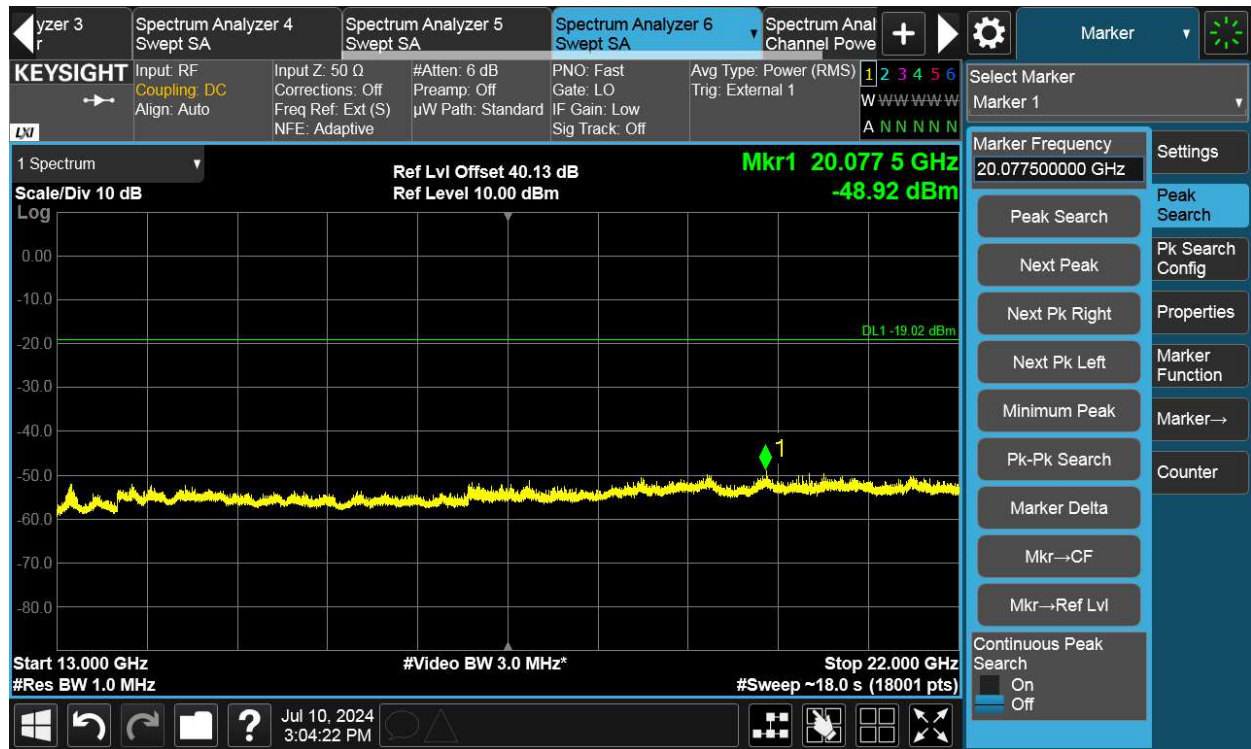 yzer 3
r
Spectrum Analyzer 4
Swept SA
Spectrum Analyzer 5
Swept SA
Spectrum Analyzer 6
Swept SA
Spectrum Anal
Channel Powe
+
Marker
KEYSIGHT
LXI
Input: RF
Coupling: DC
Align: Auto
Input Z: 50 Ω
Corrections: Off
Freq Ref: Ext (S)
NFE: Adaptive
#Atten: 6 dB
Preamp: Off
µW Path: Standard
PNO: Fast
Gate: LO
IF Gain: Low
Sig Track: Off
Avg Type: Power (RMS)
Trig: External 1
1 2 3 4 5 6
W W W W W W
A N N N N N
Select Marker
Marker 1
1 Spectrum
Scale/Div 10 dB
Log
Ref Lvl Offset 40.13 dB
Ref Level 10.00 dBm
Mkr1 20.077 5 GHz
-48.92 dBm
0.00
-10.0
-20.0
-30.0
-40.0
-50.0
-60.0
-70.0
-80.0
DL1 -19.02 dBm
1
Start 13.000 GHz
#Res BW 1.0 MHz
#Video BW 3.0 MHz*
Stop 22.000 GHz
#Sweep ~18.0 s (18001 pts)
Marker Frequency
20.077500000 GHz
Peak Search
Next Peak
Next Pk Right
Next Pk Left
Minimum Peak
Pk-Pk Search
Marker Delta
Mkr→CF
Mkr→Ref Lvl
Continuous Peak
Search
On
Off
Settings
Peak
Search
Pk Search
Config
Properties
Marker
Function
Marker→
Counter
?
Jul 10, 2024
3:04:22 PM